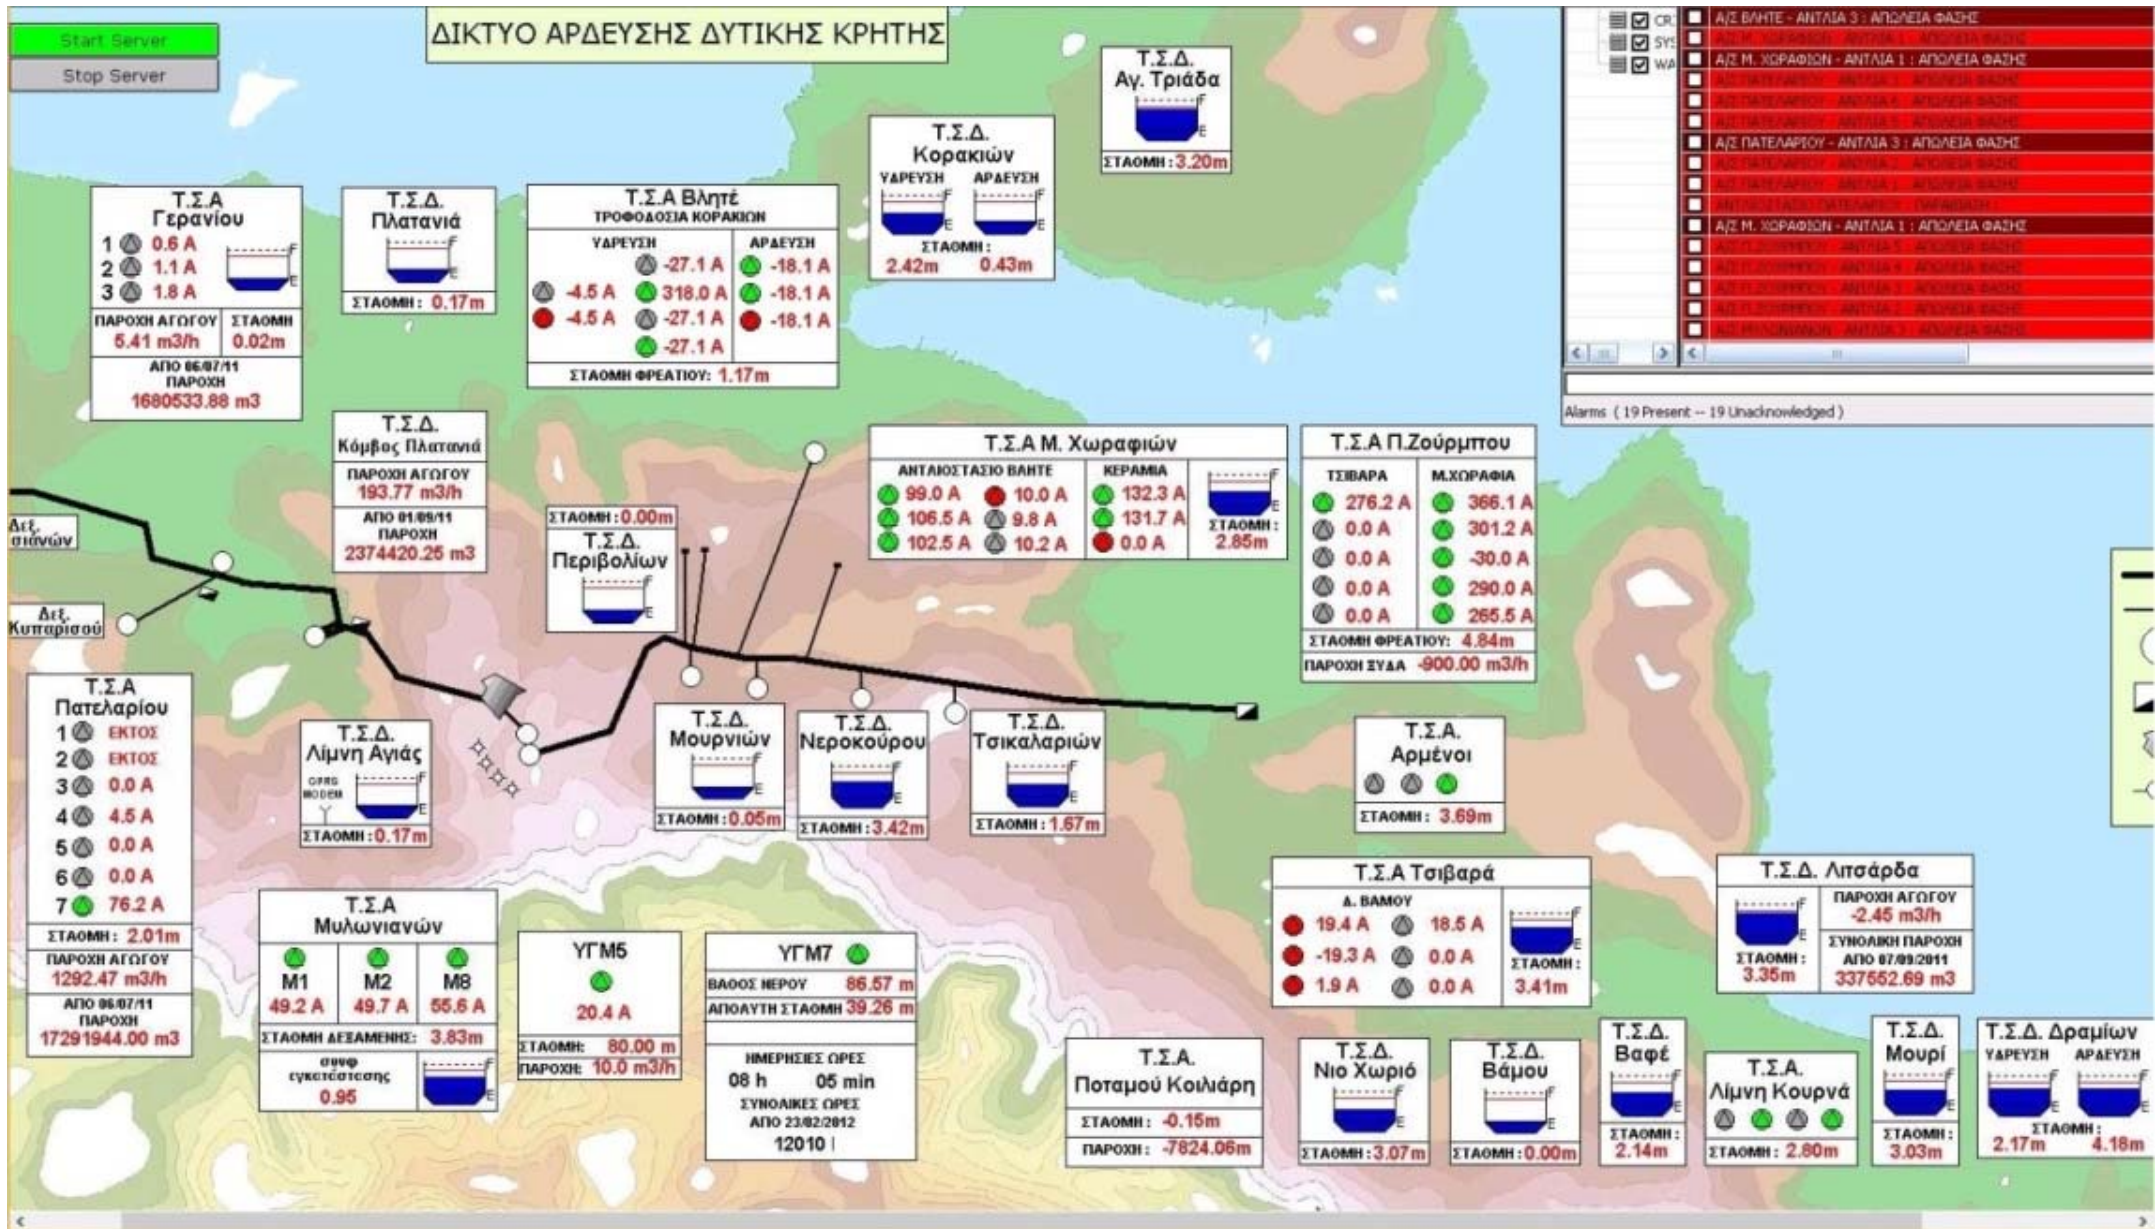 Start Server
Stop Server
ΔΙΚΤΥΟ ΑΡΔΕΥΣΗΣ ΔΥΤΙΚΗΣ ΚΡΗΤΗΣ
Τ.Σ.Δ.
Αγ. Τριάδα
F
E
ΣΤΑΘΜΗ : 3.20m
CR
SYS
WA
Α/Σ ΒΛΗΤΕ - ΑΝΤΛΙΑ 3 : ΑΠΩΛΕΙΑ ΦΑΣΗΣ
Α/Σ Μ. ΧΩΡΑΦΙΩΝ - ΑΝΤΛΙΑ 1 : ΑΠΩΛΕΙΑ ΦΑΣΗΣ
Α/Σ Μ. ΧΩΡΑΦΙΩΝ - ΑΝΤΛΙΑ 1 : ΑΠΩΛΕΙΑ ΦΑΣΗΣ
Α/Σ ΠΑΤΕΛΑΡΙΟΥ - ΑΝΤΛΙΑ 3 : ΑΠΩΛΕΙΑ ΦΑΣΗΣ
Α/Σ Μ. ΧΩΡΑΦΙΩΝ - ΑΝΤΛΙΑ 1 : ΑΠΩΛΕΙΑ ΦΑΣΗΣ
Alarms ( 19 Present -- 19 Unacknowledged )
Τ.Σ.Δ.
Κορακιών
ΥΔΡΕΥΣΗ ΑΡΔΕΥΣΗ
F F
E E
ΣΤΑΘΜΗ :
2.42m 0.43m
Τ.Σ.Α
Γερανίου
1 0.6 A
2 1.1 A
3 1.8 A
F
E
ΠΑΡΟΧΗ ΑΓΩΓΟΥ ΣΤΑΘΜΗ
5.41 m3/h 0.02m
ΑΠΟ 06/07/11
ΠΑΡΟΧΗ
1680533.88 m3
Τ.Σ.Δ.
Πλατανιά
F
E
ΣΤΑΘΜΗ : 0.17m
Τ.Σ.Α Βλητέ
ΤΡΟΦΟΔΟΣΙΑ ΚΟΡΑΚΙΩΝ
ΥΔΡΕΥΣΗ ΑΡΔΕΥΣΗ
-27.1 A -18.1 A
-4.5 A 318.0 A -18.1 A
-4.5 A -27.1 A -18.1 A
-27.1 A
ΣΤΑΘΜΗ ΦΡΕΑΤΙΟΥ: 1.17m
Τ.Σ.Δ.
Κόμβος Πλατανιά
ΠΑΡΟΧΗ ΑΓΩΓΟΥ
193.77 m3/h
ΑΠΟ 01/09/11
ΠΑΡΟΧΗ
2374420.25 m3
Τ.Σ.Α Μ. Χωραφιών
ΑΝΤΛΙΟΣΤΑΣΙΟ ΒΛΗΤΕ ΚΕΡΑΜΙΑ
99.0 A 10.0 A 132.3 A
106.5 A 9.8 A 131.7 A
102.5 A 10.2 A 0.0 A
F
E
ΣΤΑΘΜΗ :
2.85m
Τ.Σ.Α Π.Ζούρμπου
ΤΣΙΒΑΡΑ Μ.ΧΩΡΑΦΙΑ
276.2 A 366.1 A
0.0 A 301.2 A
0.0 A -30.0 A
0.0 A 290.0 A
0.0 A 265.5 A
ΣΤΑΘΜΗ ΦΡΕΑΤΙΟΥ: 4.84m
ΠΑΡΟΧΗ ΞΥΔΑ -900.00 m3/h
Δεξ.
σιανών
Δεξ.
Κυπαρισού
ΣΤΑΘΜΗ : 0.00m
Τ.Σ.Δ.
Περιβολίων
F
E
Τ.Σ.Α
Πατελαρίου
1 ΕΚΤΟΣ
2 ΕΚΤΟΣ
3 0.0 A
4 4.5 A
5 0.0 A
6 0.0 A
7 76.2 A
ΣΤΑΘΜΗ : 2.01m
ΠΑΡΟΧΗ ΑΓΩΓΟΥ
1292.47 m3/h
ΑΠΟ 06/07/11
ΠΑΡΟΧΗ
17291944.00 m3
Τ.Σ.Δ.
Λίμνη Αγιάς
GPRS
MODEM
F
E
ΣΤΑΘΜΗ : 0.17m
Τ.Σ.Δ.
Μουρνιών
F
E
ΣΤΑΘΜΗ : 0.05m
Τ.Σ.Δ.
Νεροκούρου
F
E
ΣΤΑΘΜΗ : 3.42m
Τ.Σ.Δ.
Τσικαλαριών
F
E
ΣΤΑΘΜΗ : 1.67m
Τ.Σ.Α.
Αρμένοι
ΣΤΑΘΜΗ : 3.69m
Τ.Σ.Α
Μυλωνιανών
M1 M2 M8
49.2 A 49.7 A 55.6 A
ΣΤΑΘΜΗ ΔΕΞΑΜΕΝΗΣ: 3.83m
συνφ
εγκατάστασης
0.95
F
E
ΥΓΜ5
20.4 A
ΣΤΑΘΜΗ: 80.00 m
ΠΑΡΟΧΗ: 10.0 m3/h
ΥΓΜ7
ΒΑΘΟΣ ΝΕΡΟΥ 86.57 m
ΑΠΟΛΥΤΗ ΣΤΑΘΜΗ 39.26 m
ΗΜΕΡΗΣΙΕΣ ΩΡΕΣ
08 h 05 min
ΣΥΝΟΛΙΚΕΣ ΩΡΕΣ
ΑΠΟ 23/02/2012
12010
Τ.Σ.Α Τσιβαρά
Δ. ΒΑΜΟΥ
19.4 A 18.5 A
-19.3 A 0.0 A
1.9 A 0.0 A
F
E
ΣΤΑΘΜΗ :
3.41m
Τ.Σ.Δ. Λιτσάρδα
F
E
ΣΤΑΘΜΗ :
3.35m
ΠΑΡΟΧΗ ΑΓΩΓΟΥ
-2.45 m3/h
ΣΥΝΟΛΙΚΗ ΠΑΡΟΧΗ
ΑΠΟ 07/09/2011
337552.69 m3
Τ.Σ.Α.
Ποταμού Κοιλιάρη
ΣΤΑΘΜΗ : -0.15m
ΠΑΡΟΧΗ : -7824.06m
Τ.Σ.Δ.
Νιο Χωριό
F
E
ΣΤΑΘΜΗ : 3.07m
Τ.Σ.Δ.
Βάμου
F
E
ΣΤΑΘΜΗ : 0.00m
Τ.Σ.Δ.
Βαφέ
F
E
ΣΤΑΘΜΗ :
2.14m
Τ.Σ.Α.
Λίμνη Κουρνά
ΣΤΑΘΜΗ : 2.80m
Τ.Σ.Δ.
Μουρί
F
E
ΣΤΑΘΜΗ :
3.03m
Τ.Σ.Δ. Δραμίων
ΥΔΡΕΥΣΗ ΑΡΔΕΥΣΗ
F F
E E
ΣΤΑΘΜΗ :
2.17m 4.18m